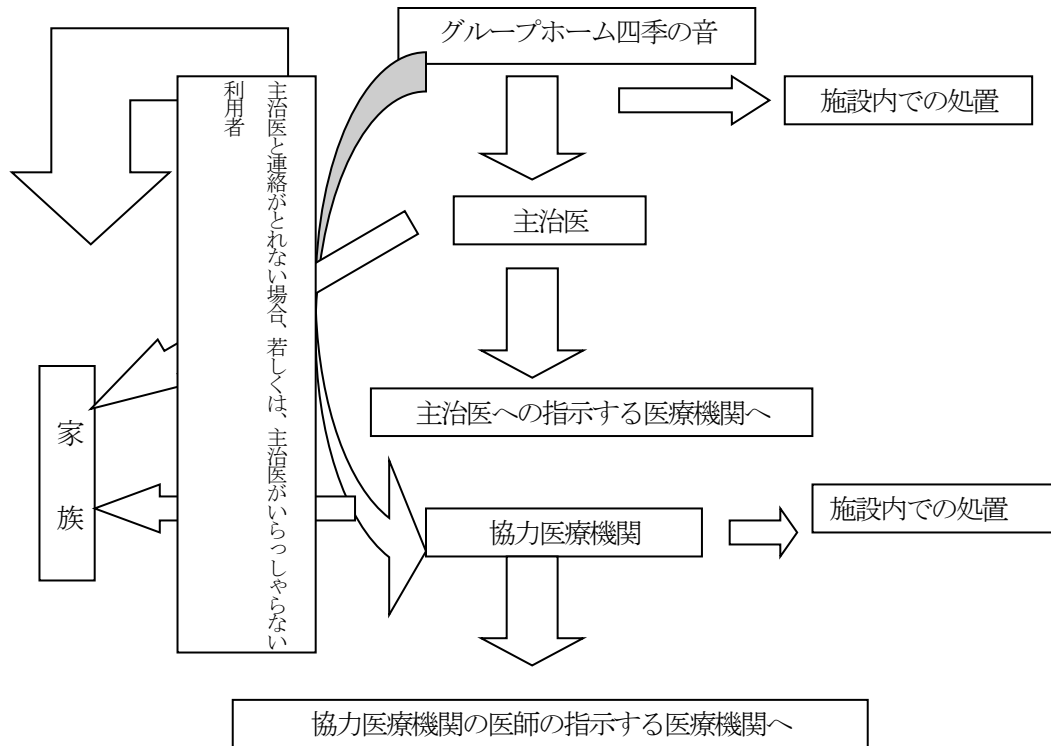 グループホーム四季の音
施設内での処置
主治医と連絡がとれない場合、若しくは、主治医がいらっしゃらない
利用者
主治医
主治医への指示する医療機関へ
家族
施設内での処置
協力医療機関
協力医療機関の医師の指示する医療機関へ